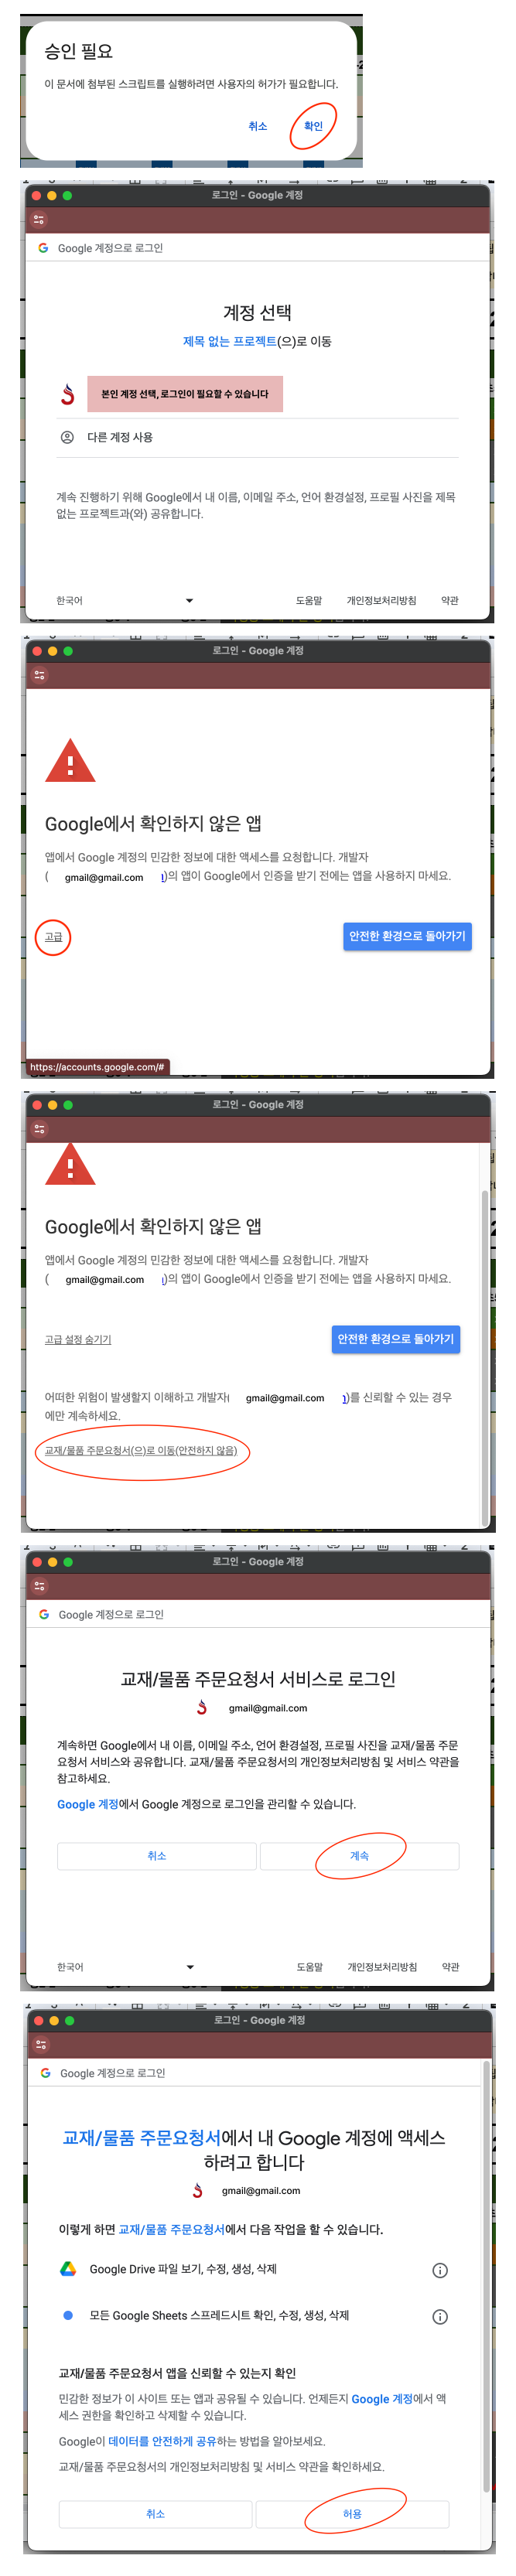 승인 필요
이 문서에 첨부된 스크립트를 실행하려면 사용자의 허가가 필요합니다.
취소 확인
로그인 – Google 계정
Google 계정으로 로그인
계정 선택
제목 없는 프로젝트(으)로 이동
본인 계정 선택, 로그인이 필요할 수 있습니다
다른 계정 사용
계속 진행하기 위해 Google에서 내 이름, 이메일 주소, 언어 환경설정, 프로필 사진을 제목
없는 프로젝트과(와) 공유합니다.
한국어 도움말 개인정보처리방침 약관
로그인 – Google 계정
Google에서 확인하지 않은 앱
앱에서 Google 계정의 민감한 정보에 대한 액세스를 요청합니다. 개발자
( gmail@gmail.com )의 앱이 Google에서 인증을 받기 전에는 앱을 사용하지 마세요.
고급 안전한 환경으로 돌아가기
https://accounts.google.com/#
로그인 – Google 계정
Google에서 확인하지 않은 앱
앱에서 Google 계정의 민감한 정보에 대한 액세스를 요청합니다. 개발자
( gmail@gmail.com )의 앱이 Google에서 인증을 받기 전에는 앱을 사용하지 마세요.
고급 설정 숨기기 안전한 환경으로 돌아가기
어떠한 위험이 발생할지 이해하고 개발자( gmail@gmail.com )를 신뢰할 수 있는 경우
에만 계속하세요.
교재/물품 주문요청서(으)로 이동(안전하지 않음)
로그인 – Google 계정
Google 계정으로 로그인
교재/물품 주문요청서 서비스로 로그인
gmail@gmail.com
계속하면 Google에서 내 이름, 이메일 주소, 언어 환경설정, 프로필 사진을 교재/물품 주문
요청서 서비스와 공유합니다. 교재/물품 주문요청서의 개인정보처리방침 및 서비스 약관을
참고하세요.
Google 계정에서 Google 계정으로 로그인을 관리할 수 있습니다.
취소 계속
한국어 도움말 개인정보처리방침 약관
로그인 – Google 계정
Google 계정으로 로그인
교재/물품 주문요청서에서 내 Google 계정에 액세스
하려고 합니다
gmail@gmail.com
이렇게 하면 교재/물품 주문요청서에서 다음 작업을 할 수 있습니다.
Google Drive 파일 보기, 수정, 생성, 삭제
모든 Google Sheets 스프레드시트 확인, 수정, 생성, 삭제
교재/물품 주문요청서 앱을 신뢰할 수 있는지 확인
민감한 정보가 이 사이트 또는 앱과 공유될 수 있습니다. 언제든지 Google 계정에서 액
세스 권한을 확인하고 삭제할 수 있습니다.
Google이 데이터를 안전하게 공유하는 방법을 알아보세요.
교재/물품 주문요청서의 개인정보처리방침 및 서비스 약관을 확인하세요.
취소 허용